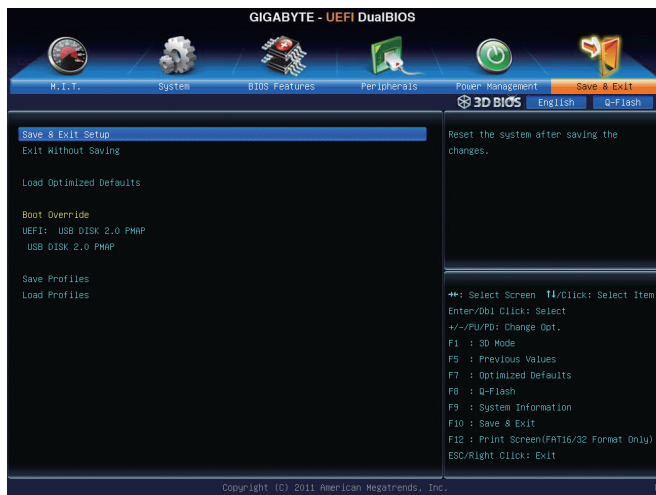 GIGABYTE - UEFI DualBIOS
M.I.T.
System
BIOS Features
Peripherals
Power Management
Save & Exit
3D BIOS
English
Q-Flash
Save & Exit Setup
Exit Without Saving
Load Optimized Defaults
Boot Override
UEFI: USB DISK 2.0 PMAP
USB DISK 2.0 PMAP
Save Profiles
Load Profiles
Reset the system after saving the
changes.
→←: Select Screen ↑↓/Click: Select Item
Enter/Dbl Click: Select
+/-/PU/PD: Change Opt.
F1 : 3D Mode
F5 : Previous Values
F7 : Optimized Defaults
F8 : Q-Flash
F9 : System Information
F10 : Save & Exit
F12 : Print Screen(FAT16/32 Format Only)
ESC/Right Click: Exit
Copyright (C) 2011 American Megatrends, Inc.